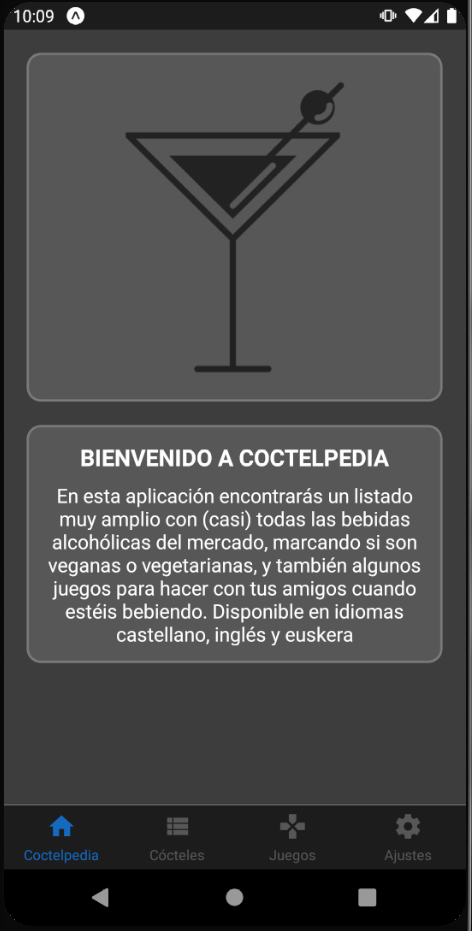 10:09
BIENVENIDO A COCTELPEDIA
En esta aplicación encontrarás un listado
muy amplio con (casi) todas las bebidas
alcohólicas del mercado, marcando si son
veganas o vegetarianas, y también algunos
juegos para hacer con tus amigos cuando
estéis bebiendo. Disponible en idiomas
castellano, inglés y euskera
Coctelpedia Cócteles Juegos Ajustes